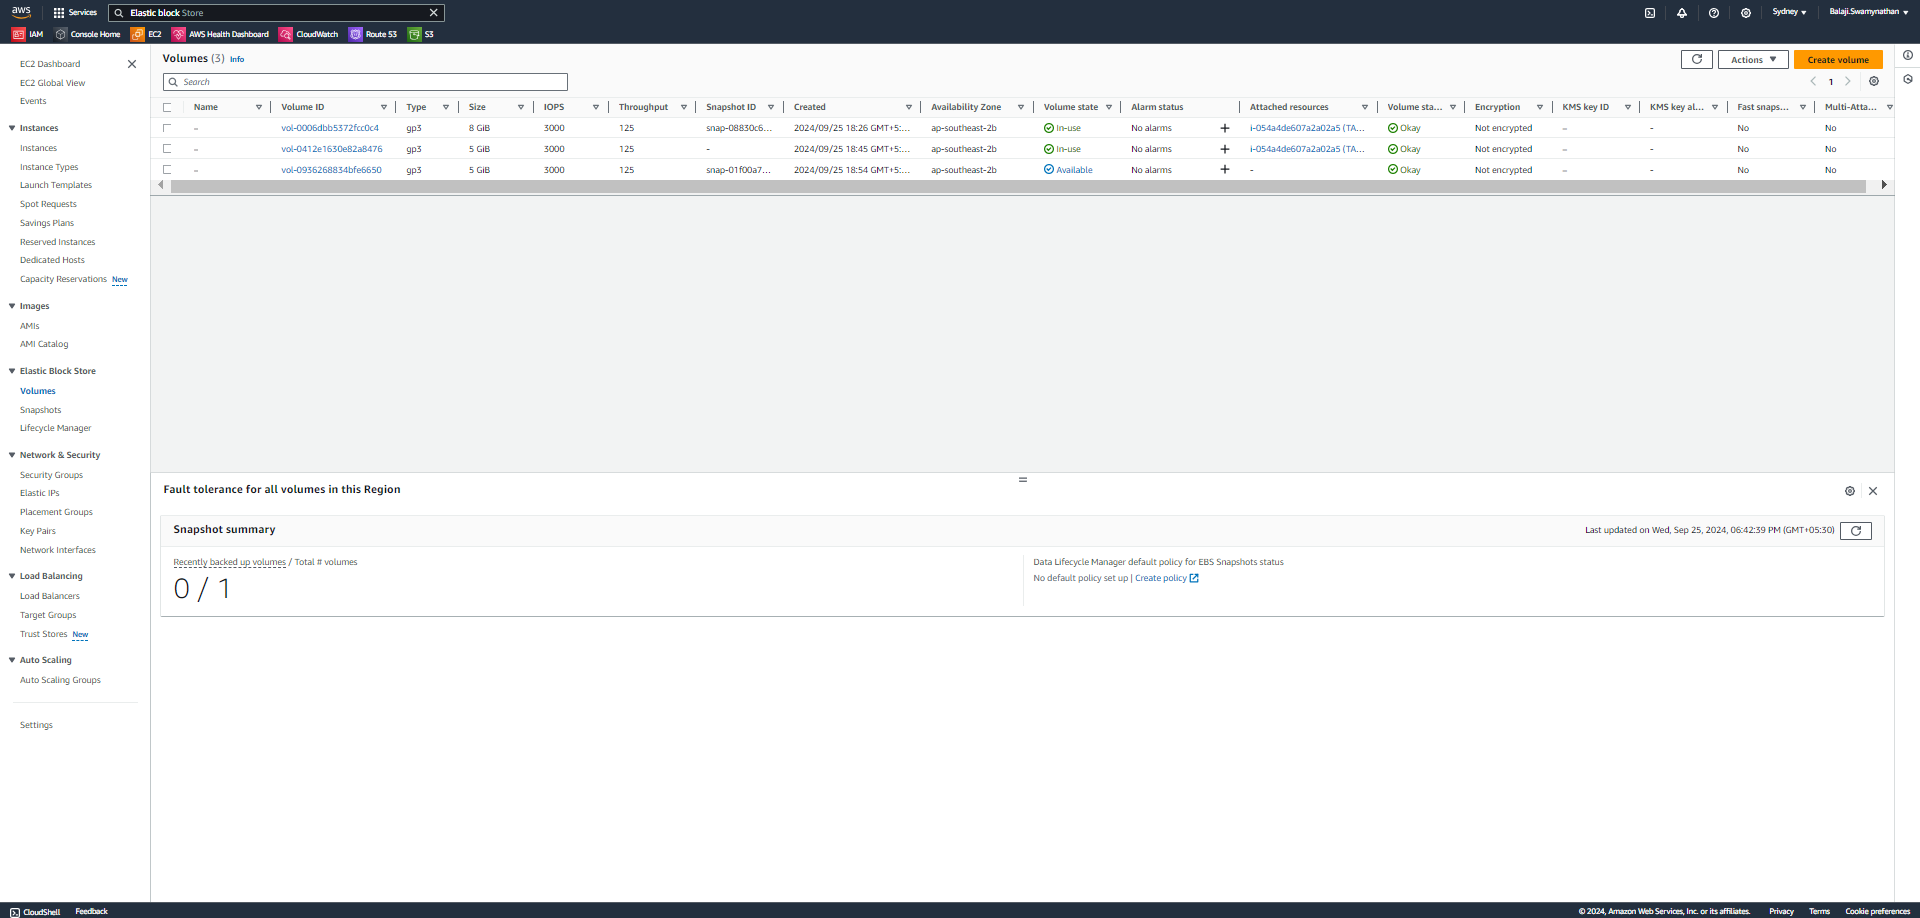 aws Services Elastic block Store Sydney Balaji.Swamynathan
IAM Console Home EC2 AWS Health Dashboard CloudWatch Route 53 S3
EC2 Dashboard
EC2 Global View
Events
Instances
Instances
Instance Types
Launch Templates
Spot Requests
Savings Plans
Reserved Instances
Dedicated Hosts
Capacity Reservations New
Images
AMIs
AMI Catalog
Elastic Block Store
Volumes
Snapshots
Lifecycle Manager
Network & Security
Security Groups
Elastic IPs
Placement Groups
Key Pairs
Network Interfaces
Load Balancing
Load Balancers
Target Groups
Trust Stores New
Auto Scaling
Auto Scaling Groups
Settings
Volumes (3) Info Actions Create volume
Search 1
Name Volume ID Type Size IOPS Throughput Snapshot ID Created Availability Zone Volume state Alarm status Attached resources Volume sta... Encryption KMS key ID KMS key al... Fast snaps... Multi-Atta...
– vol-0006dbb5372fcc0c4 gp3 8 GiB 3000 125 snap-08830c6... 2024/09/25 18:26 GMT+5:... ap-southeast-2b In-use No alarms + i-054a4de607a2a02a5 (TA... Okay Not encrypted – - No No
– vol-0412e1630e82a8476 gp3 5 GiB 3000 125 - 2024/09/25 18:45 GMT+5:... ap-southeast-2b In-use No alarms + i-054a4de607a2a02a5 (TA... Okay Not encrypted – - No No
– vol-0936268834bfe6650 gp3 5 GiB 3000 125 snap-01f00a7... 2024/09/25 18:54 GMT+5:... ap-southeast-2b Available No alarms + - Okay Not encrypted – - No No
Fault tolerance for all volumes in this Region
Snapshot summary Last updated on Wed, Sep 25, 2024, 06:42:39 PM (GMT+05:30)
Recently backed up volumes / Total # volumes
0 / 1
Data Lifecycle Manager default policy for EBS Snapshots status
No default policy set up | Create policy
CloudShell Feedback © 2024, Amazon Web Services, Inc. or its affiliates. Privacy Terms Cookie preferences